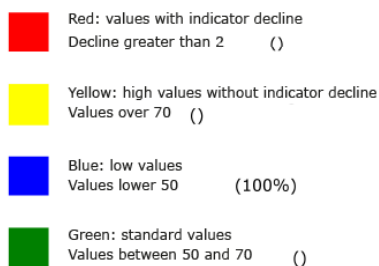 Red: values with indicator decline
Decline greater than 2 ()
Yellow: high values without indicator decline
Values over 70 ()
Blue: low values
Values lower 50 (100%)
Green: standard values
Values between 50 and 70 ()